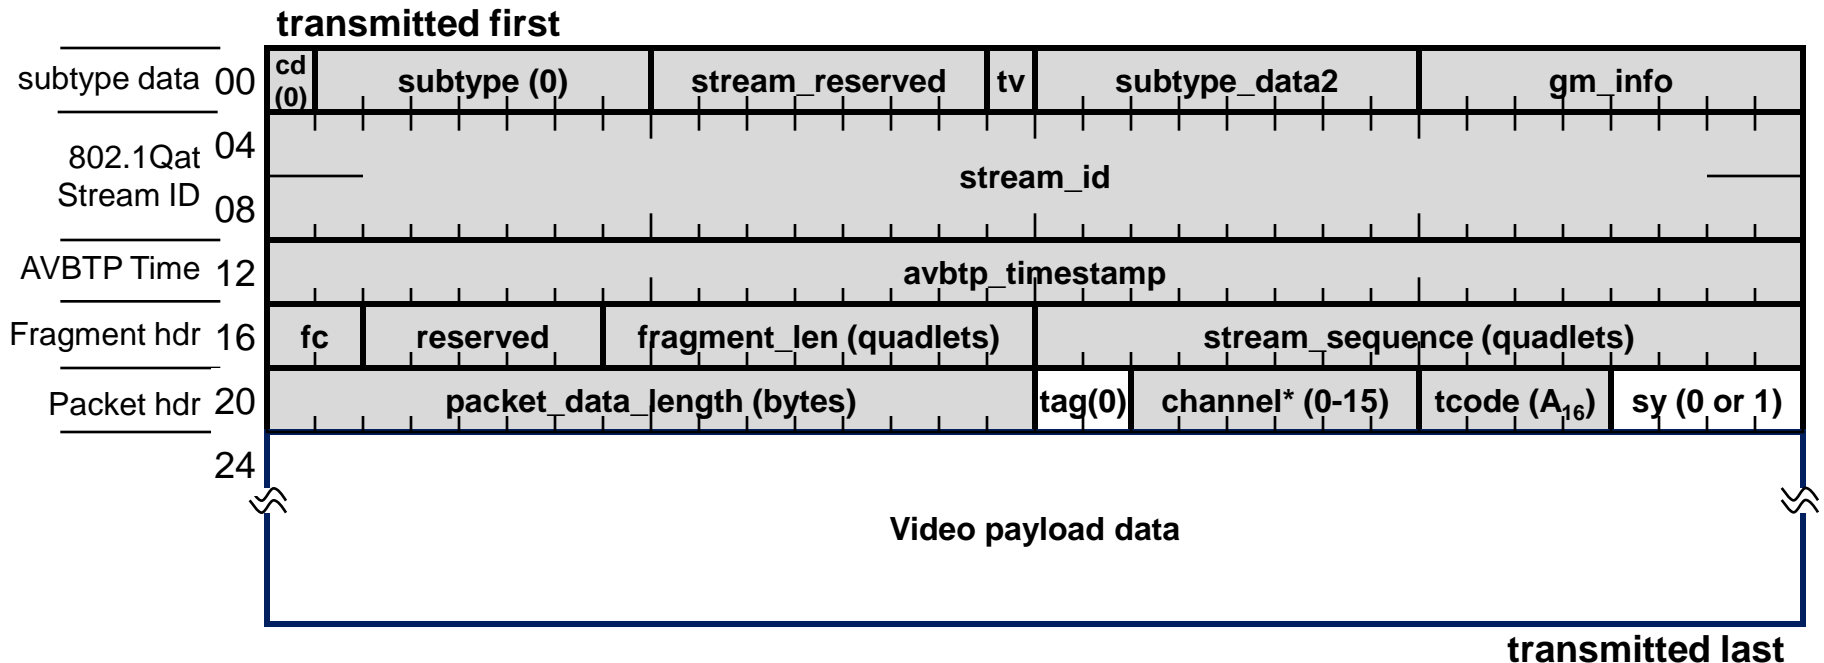 transmitted first
subtype data 00 cd (0) subtype (0) stream_reserved tv subtype_data2 gm_info
802.1Qat Stream ID 04 08 stream_id
AVBTP Time 12 avbtp_timestamp
Fragment hdr 16 fc reserved fragment_len (quadlets) stream_sequence (quadlets)
Packet hdr 20 packet_data_length (bytes) tag(0) channel* (0-15) tcode (A16) sy (0 or 1)
24
Video payload data
transmitted last